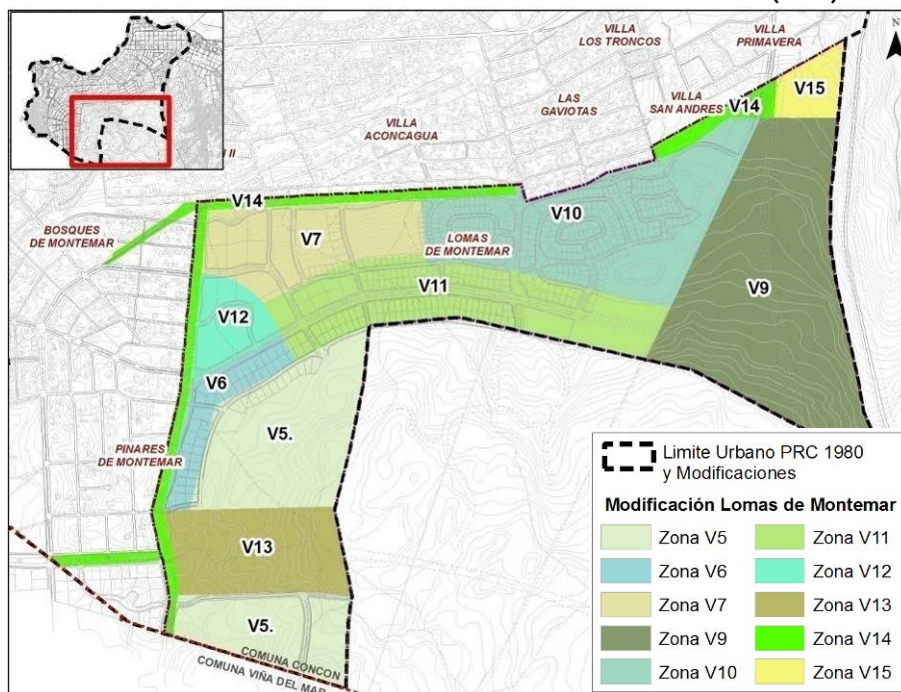 N
VILLA
LOS TRONCOS
VILLA
PRIMAVERA
LAS
GAVIOTAS
VILLA
SAN ANDRES
V14
V15
VILLA
ACONCAGUA
II
V14
BOSQUES
DE MONTEMAR
V7
LOMAS
DE MONTEMAR
V10
V11
V9
V12
V6
V5.
PINARES
DE MONTEMAR
V13
V5.
COMUNA CONCON
COMUNA VIÑA DEL MAR
Limite Urbano PRC 1980
y Modificaciones
Modificación Lomas de Montemar
Zona V5
Zona V6
Zona V7
Zona V9
Zona V10
Zona V11
Zona V12
Zona V13
Zona V14
Zona V15